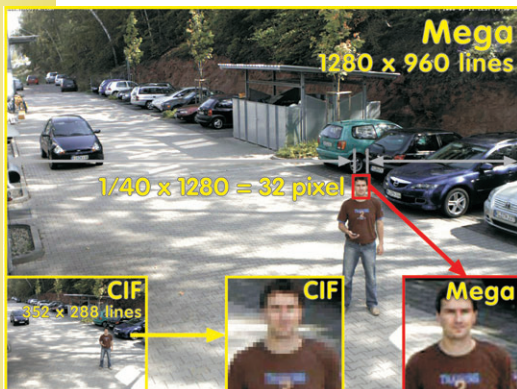 Mega
1280 x 960 lines
1/40 x 1280 = 32 pixel
CIF
352 x 288 lines
CIF
Mega